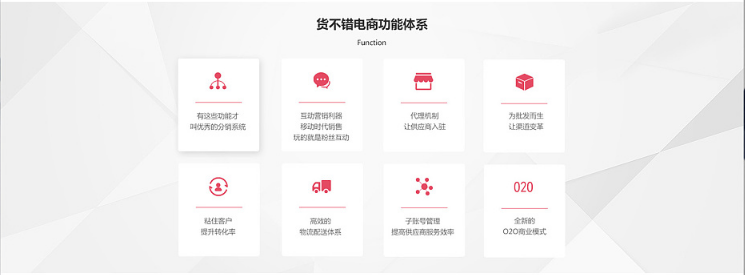 货不错电商功能体系
Function
有这些功能才
叫优秀的分销系统
互动营销利器
移动时代销售
玩的就是粉丝互动
代理机制
让供应商入驻
为批发而生
让渠道变革
粘住客户
提升转化率
高效的
物流配送体系
子账号管理
提高供应商服务效率
O2O
全新的
O2O商业模式